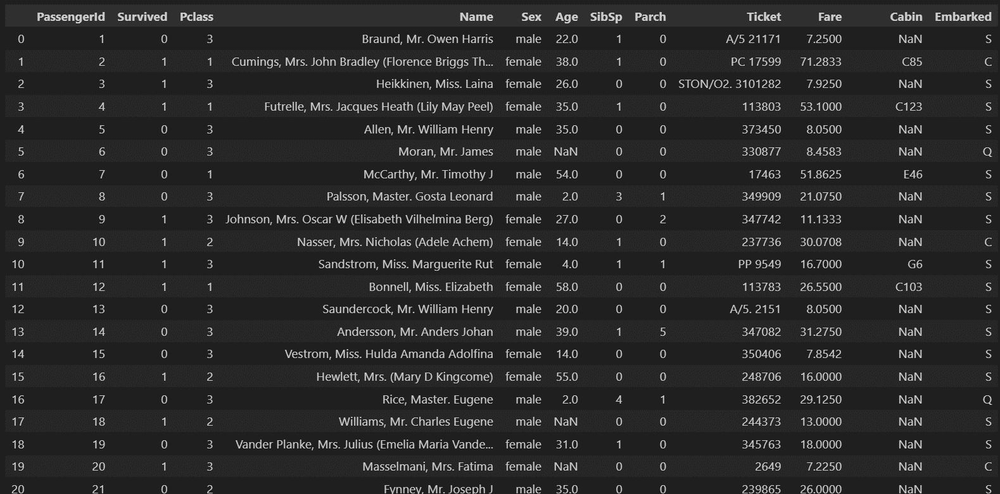 PassengerId Survived Pclass Name Sex Age SibSp Parch Ticket Fare Cabin Embarked
0 1 0 3 Braund, Mr. Owen Harris male 22.0 1 0 A/5 21171 7.2500 NaN S
1 2 1 1 Cumings, Mrs. John Bradley (Florence Briggs Th... female 38.0 1 0 PC 17599 71.2833 C85 C
2 3 1 3 Heikkinen, Miss. Laina female 26.0 0 0 STON/O2. 3101282 7.9250 NaN S
3 4 1 1 Futrelle, Mrs. Jacques Heath (Lily May Peel) female 35.0 1 0 113803 53.1000 C123 S
4 5 0 3 Allen, Mr. William Henry male 35.0 0 0 373450 8.0500 NaN S
5 6 0 3 Moran, Mr. James male NaN 0 0 330877 8.4583 NaN Q
6 7 0 1 McCarthy, Mr. Timothy J male 54.0 0 0 17463 51.8625 E46 S
7 8 0 3 Palsson, Master. Gosta Leonard male 2.0 3 1 349909 21.0750 NaN S
8 9 1 3 Johnson, Mrs. Oscar W (Elisabeth Vilhelmina Berg) female 27.0 0 2 347742 11.1333 NaN S
9 10 1 2 Nasser, Mrs. Nicholas (Adele Achem) female 14.0 1 0 237736 30.0708 NaN C
10 11 1 3 Sandstrom, Miss. Marguerite Rut female 4.0 1 1 PP 9549 16.7000 G6 S
11 12 1 1 Bonnell, Miss. Elizabeth female 58.0 0 0 113783 26.5500 C103 S
12 13 0 3 Saundercock, Mr. William Henry male 20.0 0 0 A/5. 2151 8.0500 NaN S
13 14 0 3 Andersson, Mr. Anders Johan male 39.0 1 5 347082 31.2750 NaN S
14 15 0 3 Vestrom, Miss. Hulda Amanda Adolfina female 14.0 0 0 350406 7.8542 NaN S
15 16 1 2 Hewlett, Mrs. (Mary D Kingcome) female 55.0 0 0 248706 16.0000 NaN S
16 17 0 3 Rice, Master. Eugene male 2.0 4 1 382652 29.1250 NaN Q
17 18 1 2 Williams, Mr. Charles Eugene male NaN 0 0 244373 13.0000 NaN S
18 19 0 3 Vander Planke, Mrs. Julius (Emelia Maria Vande... female 31.0 1 0 345763 18.0000 NaN S
19 20 1 3 Masselmani, Mrs. Fatima female NaN 0 0 2649 7.2250 NaN C
20 21 0 2 Fynney, Mr. Joseph J male 35.0 0 0 239865 26.0000 NaN S